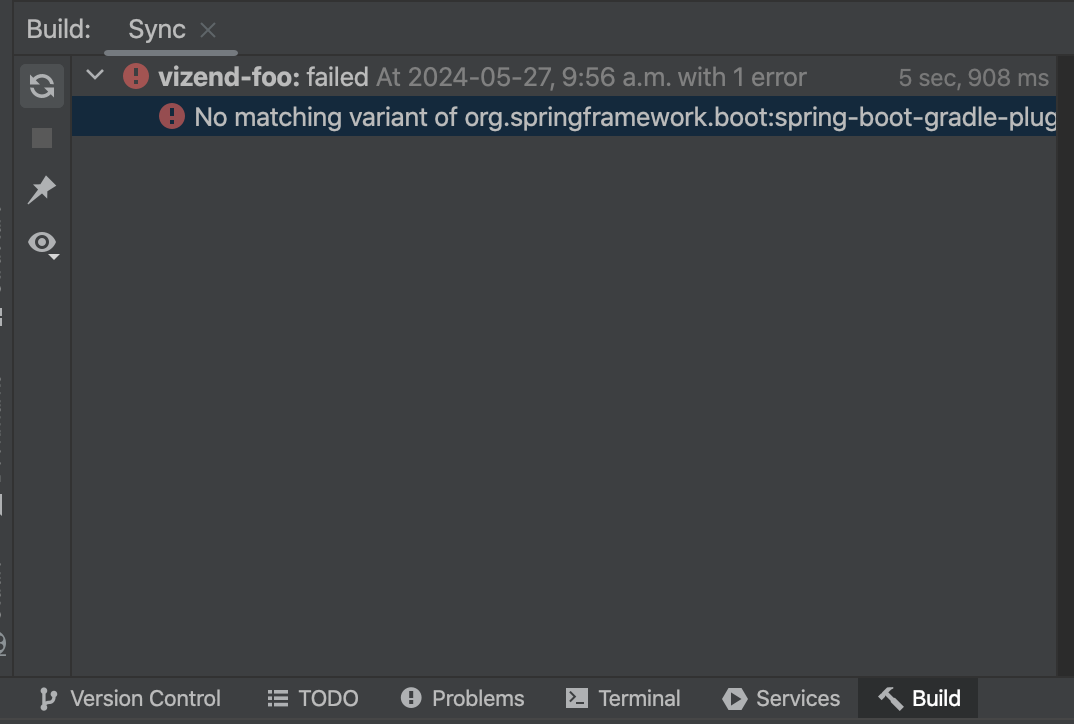 Build: Sync
vizend-foo: failed At 2024-05-27, 9:56 a.m. with 1 error 5 sec, 908 ms
No matching variant of org.springframework.boot:spring-boot-gradle-plug
Version Control TODO Problems Terminal Services Build